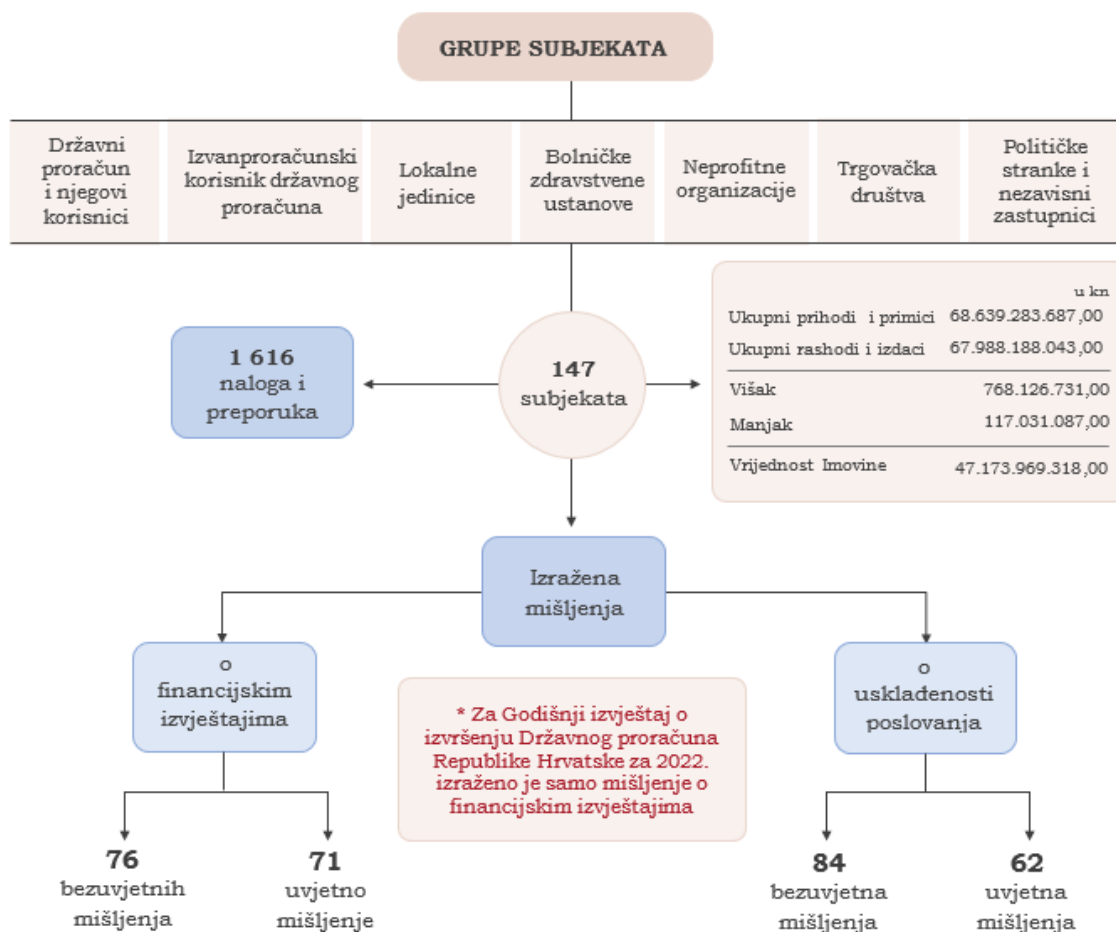 GRUPE SUBJEKATA
Državni
proračun
i njegovi
korisnici
Izvanproračunski
korisnik državnog
proračuna
Lokalne
jedinice
Bolničke
zdravstvene
ustanove
Neprofitne
organizacije
Trgovačka
društva
Političke
stranke i
nezavisni
zastupnici
1 616
naloga i
preporuka
147
subjekata
u kn
Ukupni prihodi i primici 68.639.283.687,00
Ukupni rashodi i izdaci 67.988.188.043,00
Višak 768.126.731,00
Manjak 117.031.087,00
Vrijednost Imovine 47.173.969.318,00
Izražena
mišljenja
o
financijskim
izvještajima
* Za Godišnji izvještaj o
izvršenju Državnog proračuna
Republike Hrvatske za 2022.
izraženo je samo mišljenje o
financijskim izvještajima
o
usklađenosti
poslovanja
76
bezuvjetnih
mišljenja
71
uvjetno
mišljenje
84
bezuvjetna
mišljenja
62
uvjetna
mišljenja